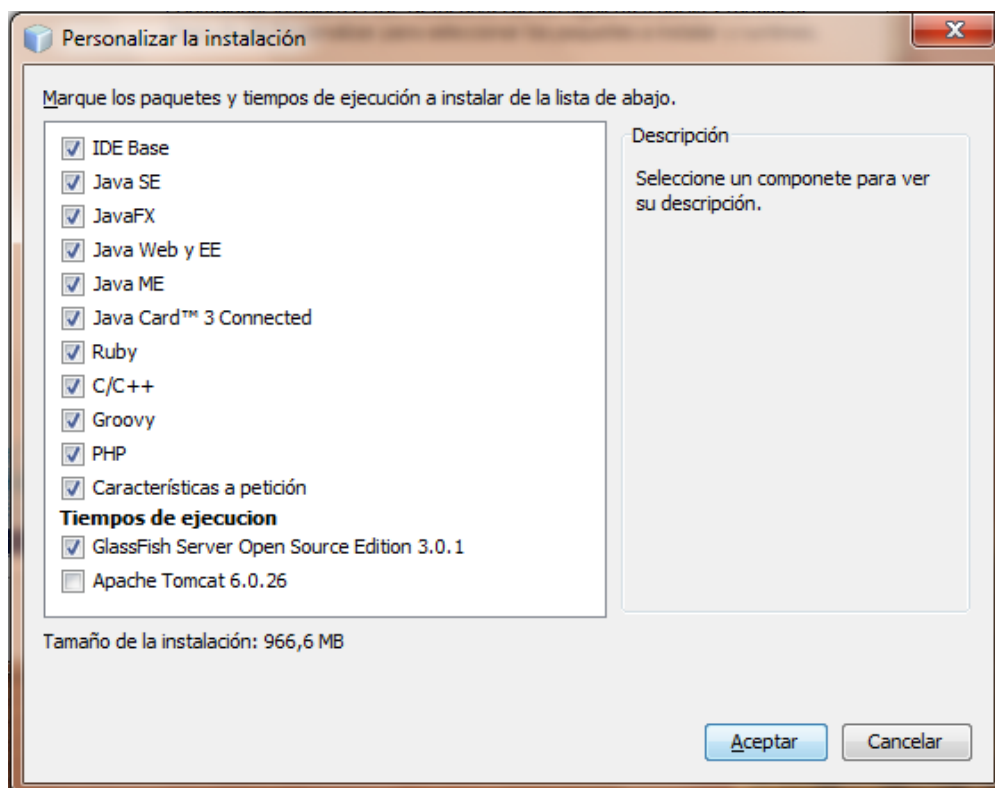 Personalizar la instalación
Marque los paquetes y tiempos de ejecución a instalar de la lista de abajo.
IDE Base
Java SE
JavaFX
Java Web y EE
Java ME
Java Card™ 3 Connected
Ruby
C/C++
Groovy
PHP
Características a petición
Tiempos de ejecucion
GlassFish Server Open Source Edition 3.0.1
Apache Tomcat 6.0.26
Descripción
Seleccione un componete para ver
su descripción.
Tamaño de la instalación: 966,6 MB
Aceptar
Cancelar